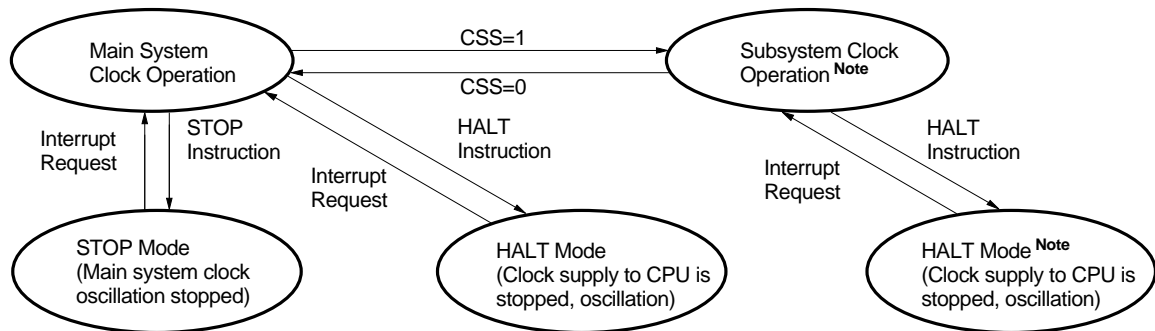 Main System
Clock Operation
CSS=1
CSS=0
Subsystem Clock
Operation Note
Interrupt
Request
STOP
Instruction
HALT
Instruction
Interrupt
Request
HALT
Instruction
Interrupt
Request
STOP Mode
(Main system clock
oscillation stopped)
HALT Mode
(Clock supply to CPU is
stopped, oscillation)
HALT Mode Note
(Clock supply to CPU is
stopped, oscillation)